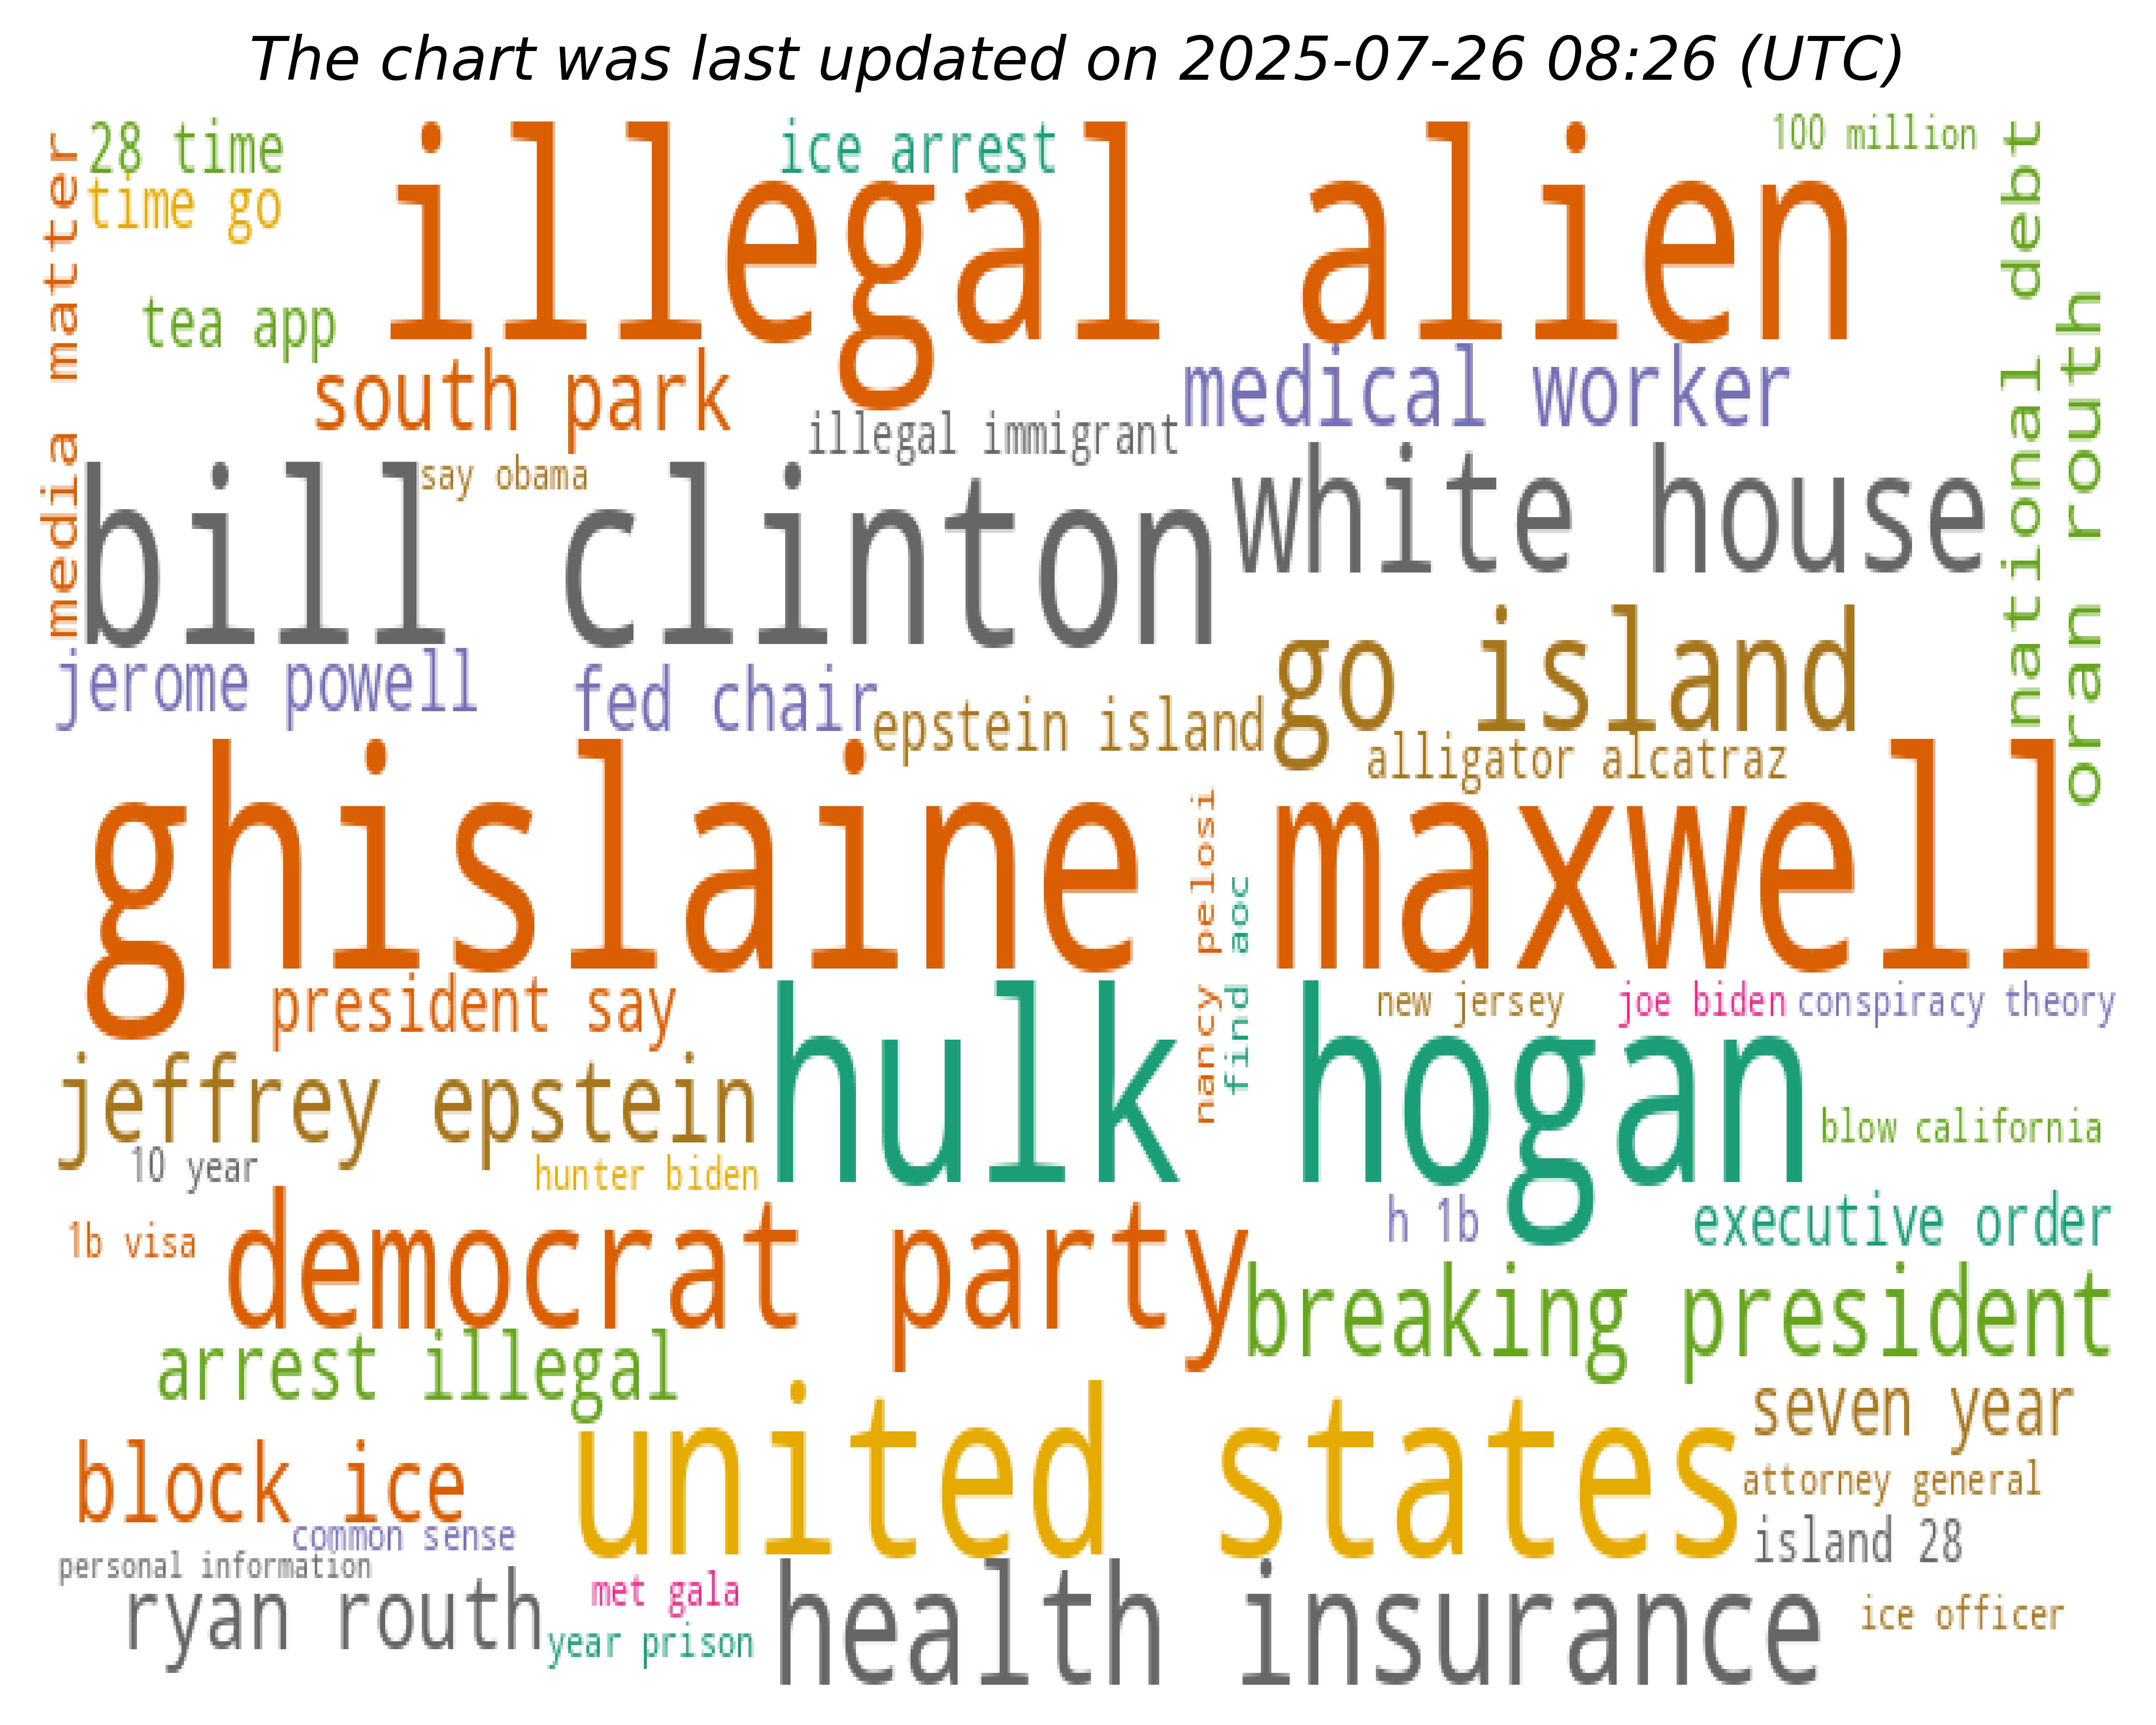 The chart was last updated on 2025-07-26 08:26 (UTC)
media matter
28 time
time go
illegal alien
ice arrest
100 million
national debt
oran routh
tea app
south park
medical worker
illegal immigrant
say obama
bill clinton
white house
go island
jerome powell
fed chair
epstein island
alligator alcatraz
ghislaine maxwell
nancy pelosi
find aoc
president say
new jersey
joe biden
conspiracy theory
hulk hogan
jeffrey epstein
blow california
10 year
hunter biden
h 1b
executive order
1b visa
democrat party
breaking president
arrest illegal
united states
seven year
block ice
attorney general
common sense
island 28
personal information
ryan routh
met gala
health insurance
ice officer
year prison